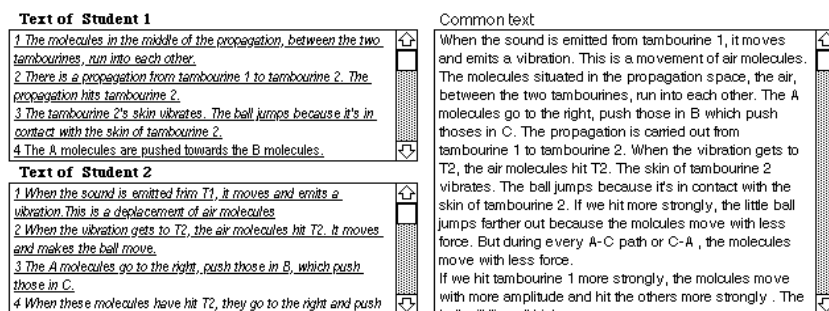 Text of Student 1
1 The molecules in the middle of the propagation, between the two
tambourines, run into each other.
2 There is a propagation from tambourine 1 to tambourine 2. The
propagation hits tambourine 2.
3 The tambourine 2's skin vibrates. The ball jumps because it's in
contact with the skin of tambourine 2.
4 The A molecules are pushed towards the B molecules.
Text of Student 2
1 When the sound is emitted frim T1, it moves and emits a
vibration.This is a deplacement of air molecules
2 When the vibration gets to T2, the air molecules hit T2. It moves
and makes the ball move.
3 The A molecules go to the right, push those in B, which push
those in C.
4 When these molecules have hit T2, they go to the right and push
Common text
When the sound is emitted from tambourine 1, it moves
and emits a vibration. This is a movement of air molecules.
The molecules situated in the propagation space, the air,
between the two tambourines, run into each other. The A
molecules go to the right, push those in B which push
thoses in C. The propagation is carried out from
tambourine 1 to tambourine 2. When the vibration gets to
T2, the air molecules hit T2. The skin of tambourine 2
vibrates. The ball jumps because it's in contact with the
skin of tambourine 2. If we hit more strongly, the little ball
jumps farther out because the molcules move with less
force. But during every A-C path or C-A , the molecules
move with less force.
If we hit tambourine 1 more strongly, the molcules move
with more amplitude and hit the others more strongly . The